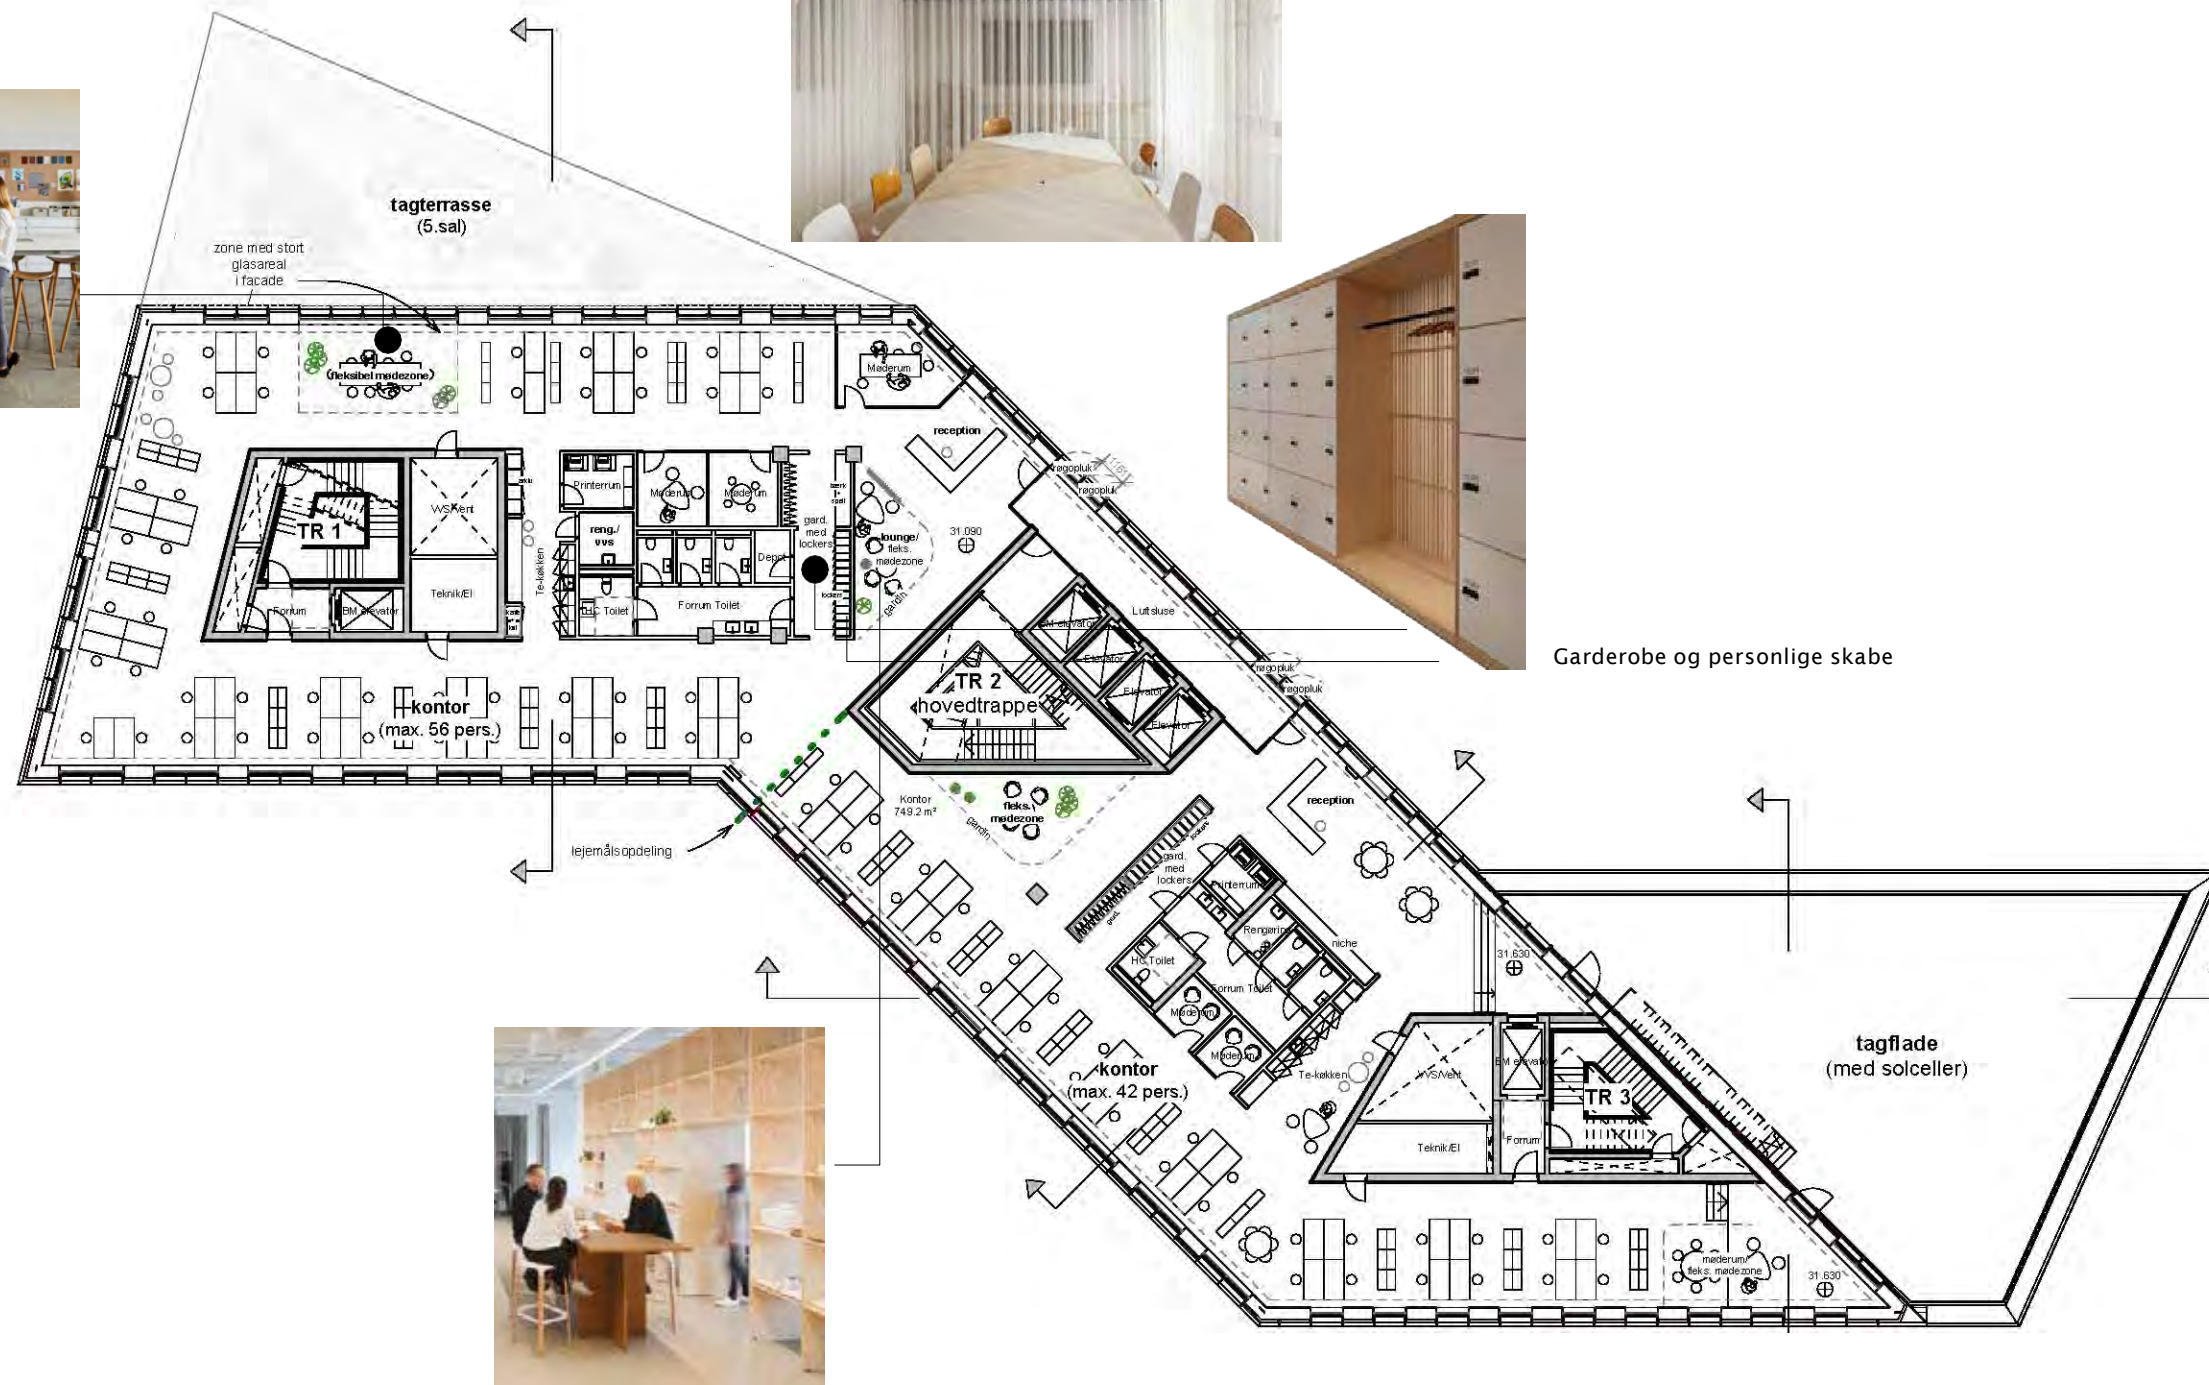 tagterrasse
(5.sal)
zone med stort
glasareal
i facade
(fleksibel mødezone)
Møderum
reception
røgopluk
røgopluk
TR 1
VVS/Vent
Printerrum
Møderum
Møderum
reng./
vvs
gard.
med
lockers
lounge/
fleks.
mødezone
gardin
31.090
Depot
Te-køkken
Teknik/El
Forrum
BM elevator
HC Toilet
Forrum Toilet
lockers
Luftsluse
BM elevator
Elevator
Elevator
Elevator
røgopluk
røgopluk
TR 2
hovedtrappe
Garderobe og personlige skabe
kontor
(max. 56 pers.)
lejemålsopdeling
Kontor
749.2 m²
gardin
fleks.
mødezone
reception
lockers
gard.
med
lockers
gard.
Printerrum
Rengøring
niche
HC Toilet
Forrum Toilet
Møderum
Møderum
31.630
kontor
(max. 42 pers.)
Te-køkken
VVS/Vent
BM elevator
TR 3
Teknik/El
Forrum
tagflade
(med solceller)
møderum/
fleks. mødezone
31.630